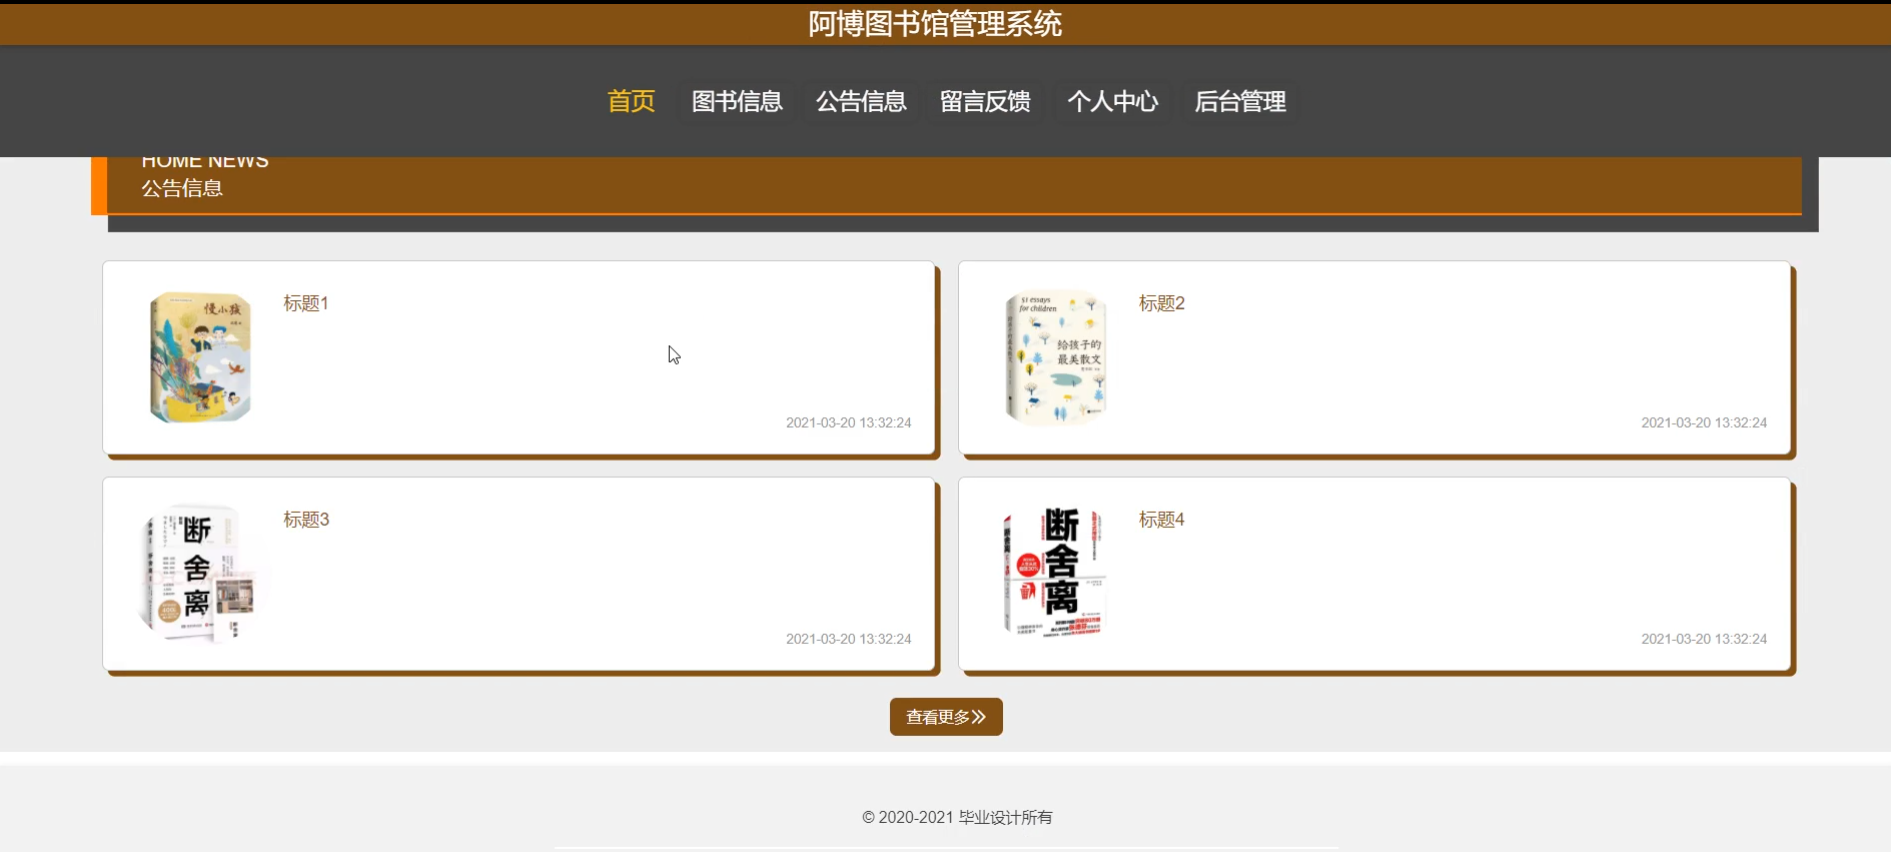 阿博图书馆管理系统
首页 图书信息 公告信息 留言反馈 个人中心 后台管理
HOME NEWS
公告信息
慢小孩
标题1
2021-03-20 13:32:24
51 essays
for children
给孩子的
最美散文
标题2
2021-03-20 13:32:24
断
舍
离
标题3
2021-03-20 13:32:24
断
舍
离
标题4
2021-03-20 13:32:24
查看更多
© 2020-2021 毕业设计所有